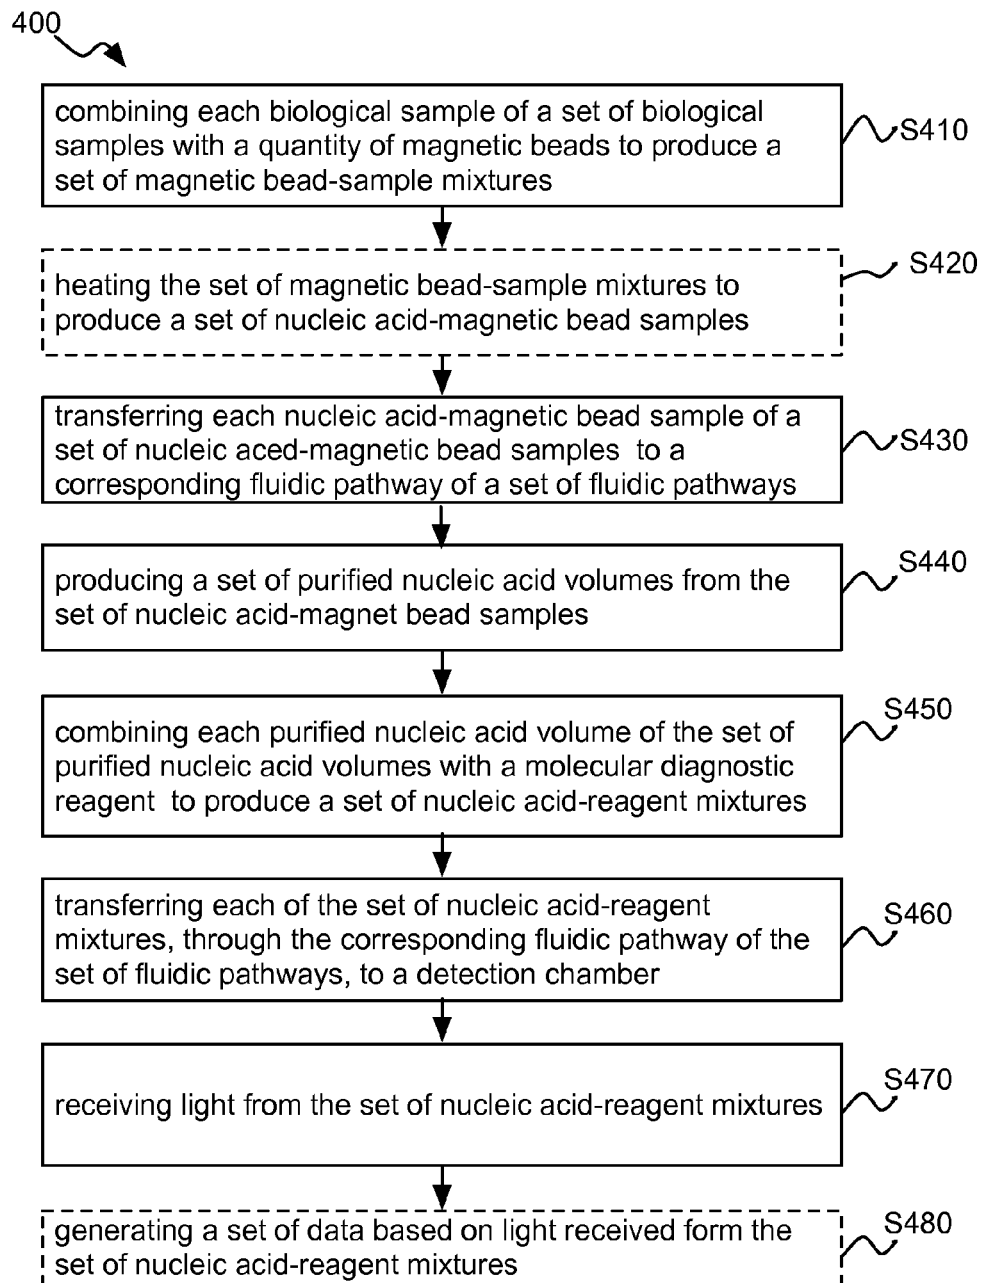 400
combining each biological sample of a set of biological
samples with a quantity of magnetic beads to produce a
set of magnetic bead-sample mixtures
S410
heating the set of magnetic bead-sample mixtures to
produce a set of nucleic acid-magnetic bead samples
S420
transferring each nucleic acid-magnetic bead sample of a
set of nucleic aced-magnetic bead samples to a
corresponding fluidic pathway of a set of fluidic pathways
S430
producing a set of purified nucleic acid volumes from the
set of nucleic acid-magnet bead samples
S440
combining each purified nucleic acid volume of the set of
purified nucleic acid volumes with a molecular diagnostic
reagent to produce a set of nucleic acid-reagent mixtures
S450
transferring each of the set of nucleic acid-reagent
mixtures, through the corresponding fluidic pathway of the
set of fluidic pathways, to a detection chamber
S460
receiving light from the set of nucleic acid-reagent mixtures
S470
generating a set of data based on light received form the
set of nucleic acid-reagent mixtures
S480